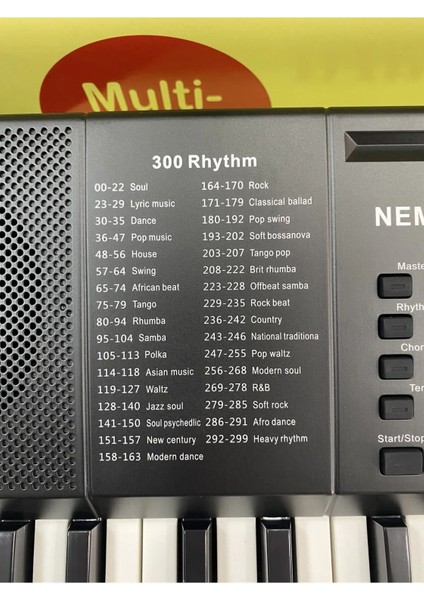 Multi-
300 Rhythm
00-22 Soul
23-29 Lyric music
30-35 Dance
36-47 Pop music
48-56 House
57-64 Swing
65-74 African beat
75-79 Tango
80-94 Rhumba
95-104 Samba
105-113 Polka
114-118 Asian music
119-127 Waltz
128-140 Jazz soul
141-150 Soul psychedlic
151-157 New century
158-163 Modern dance
164-170 Rock
171-179 Classical ballad
180-192 Pop swing
193-202 Soft bossanova
203-207 Tango pop
208-222 Brit rhumba
223-228 Offbeat samba
229-235 Rock beat
236-242 Country
243-246 National traditiona
247-255 Pop waltz
256-268 Modern soul
269-278 R&B
279-285 Soft rock
286-291 Afro dance
292-299 Heavy rhythm
NEM
Maste
Rhyth
Chor
Ter
Start/Stop